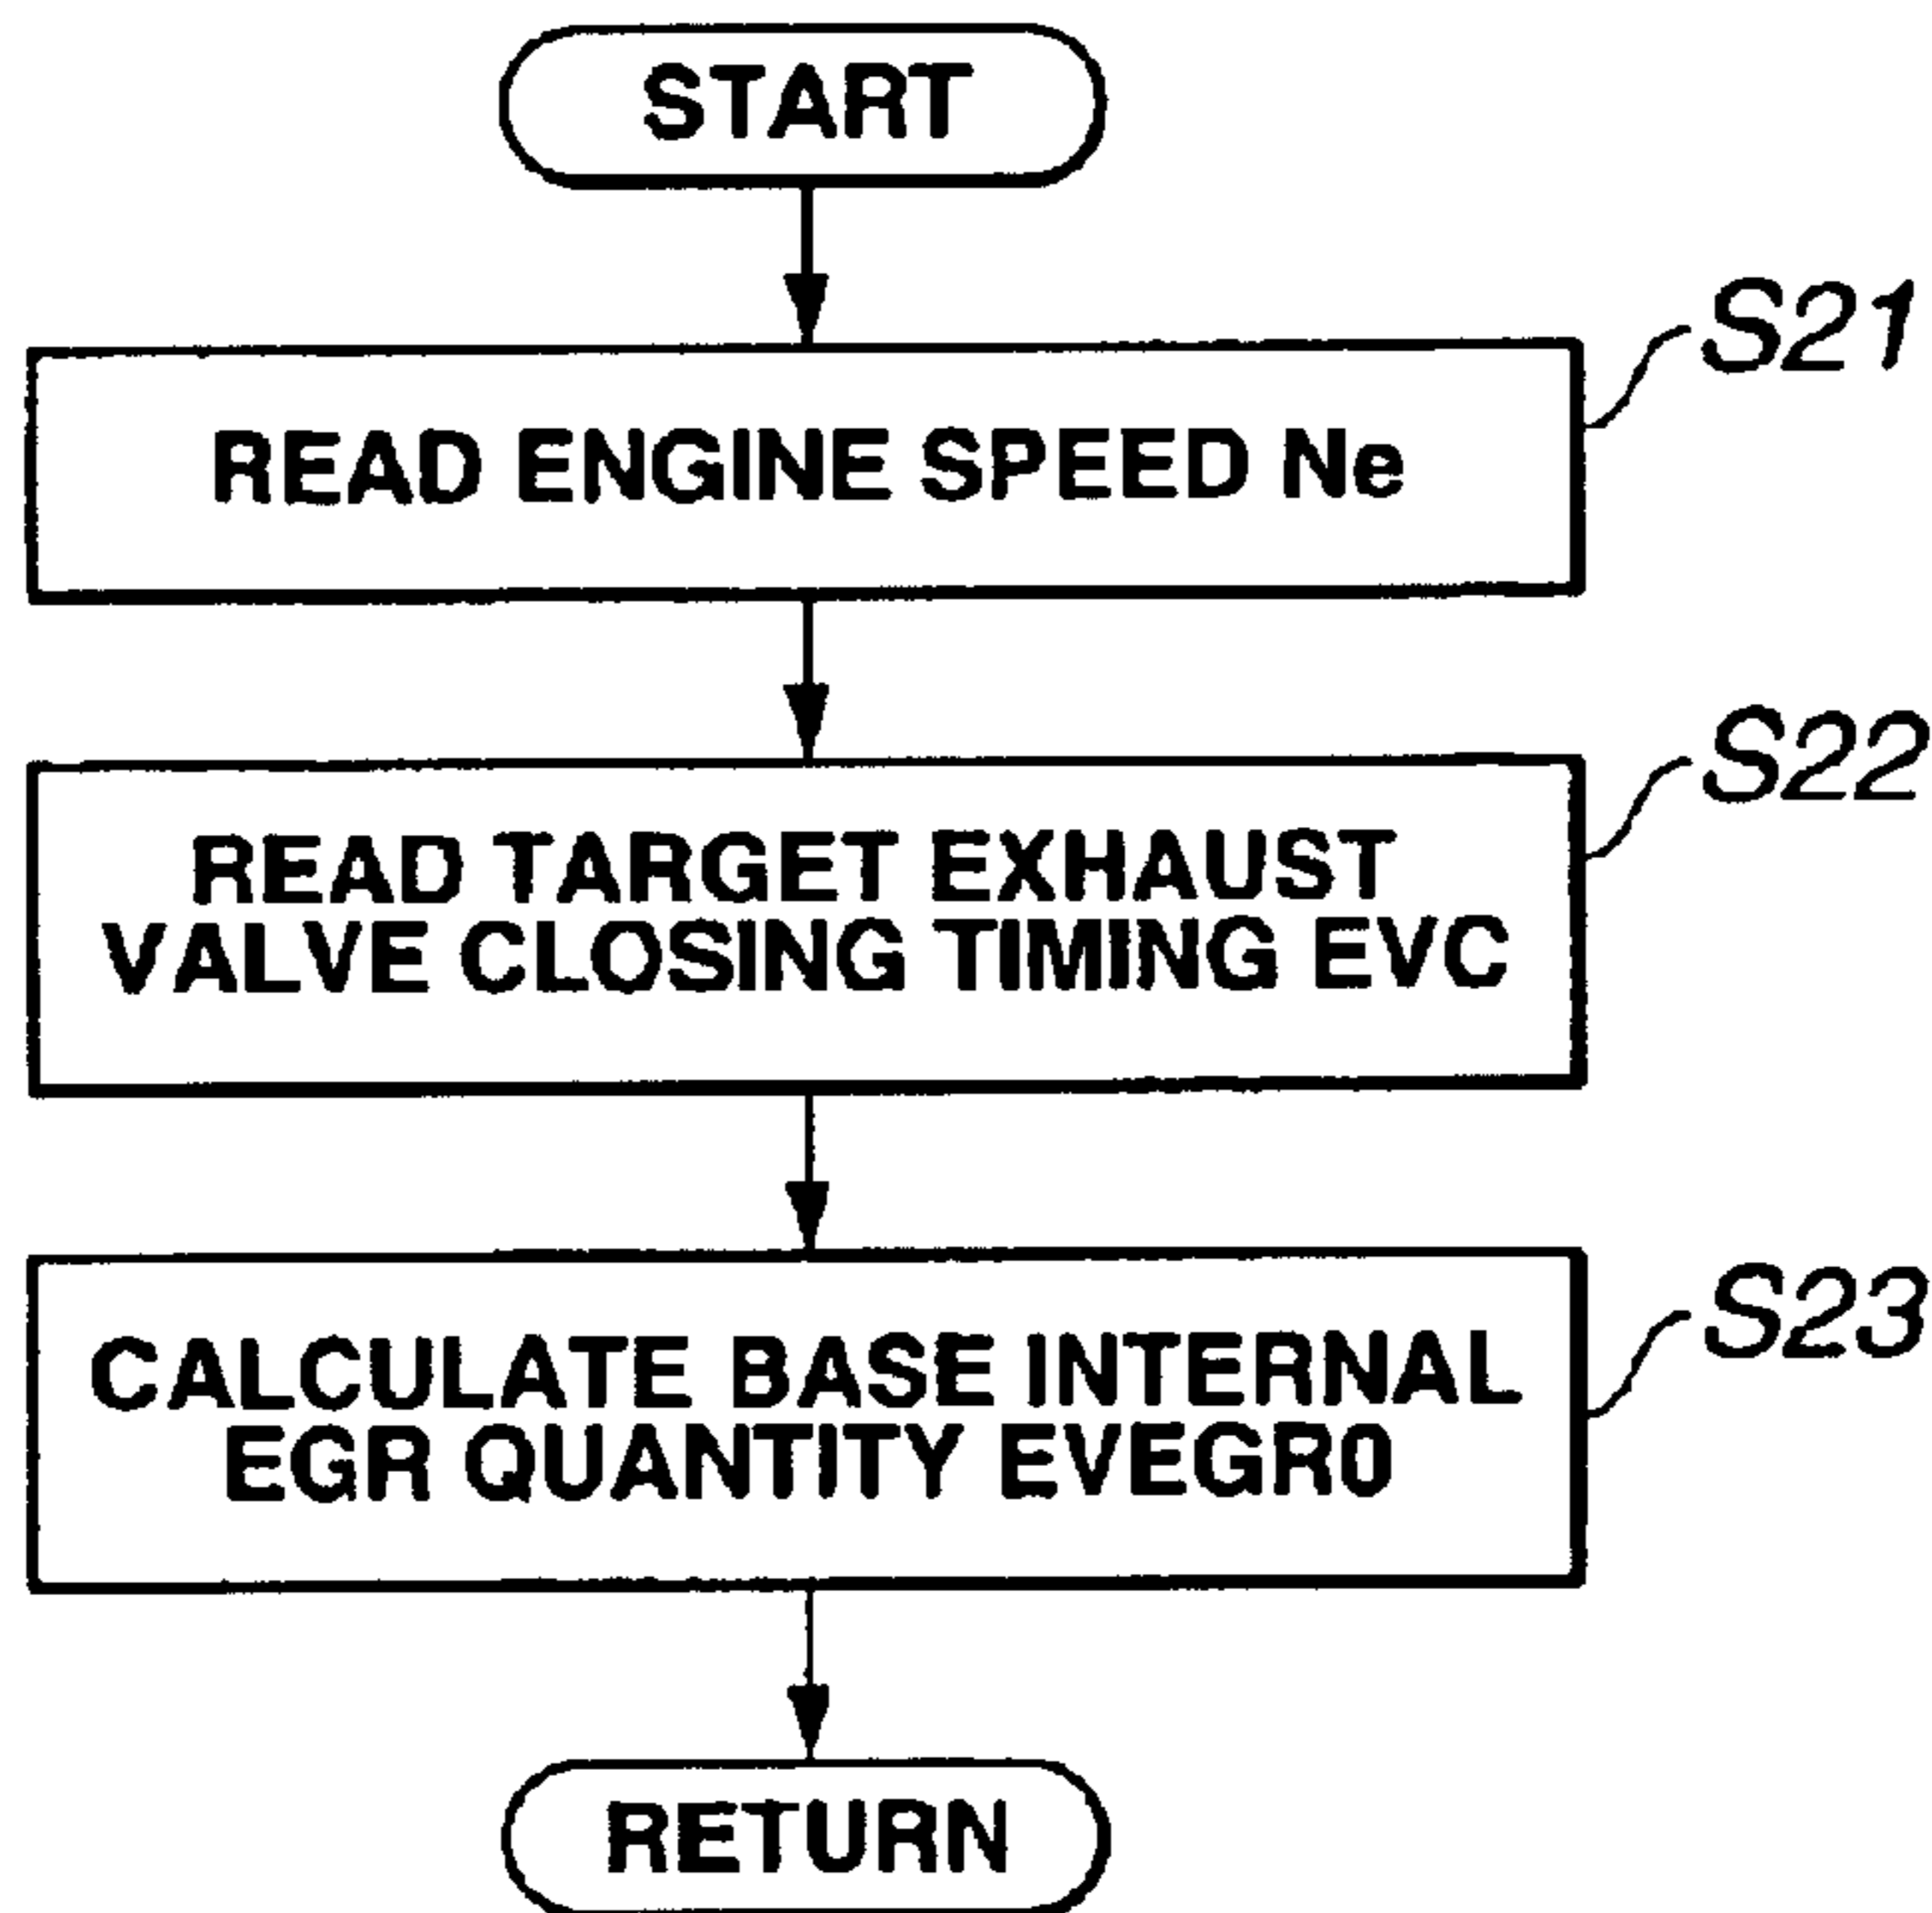 START
S21
READ ENGINE SPEED Ne
S22
READ TARGET EXHAUST
VALVE CLOSING TIMING EVC
S23
CALCULATE BASE INTERNAL
EGR QUANTITY EVEGR0
RETURN